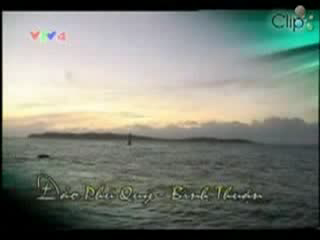 VTV4
Clip
Đảo Phú Quý - Bình Thuận